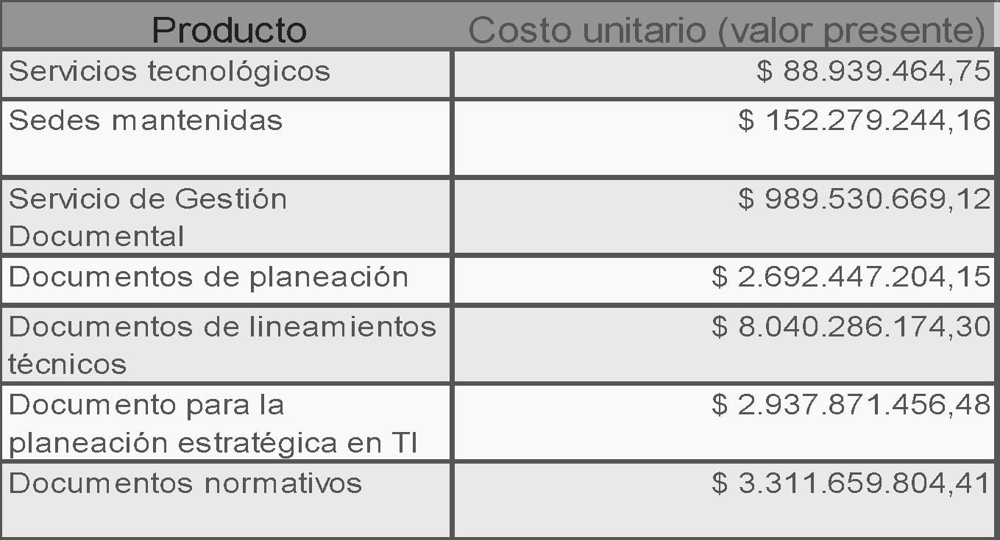 Producto Costo unitario (valor presente)
Servicios tecnológicos $ 88.939.464,75
Sedes mantenidas $ 152.279.244,16
Servicio de Gestión $ 989.530.669,12
Documental
Documentos de planeación $ 2.692.447.204,15
Documentos de lineamientos $ 8.040.286.174,30
técnicos
Documento para la $ 2.937.871.456,48
planeación estratégica en TI
Documentos normativos $ 3.311.659.804,41